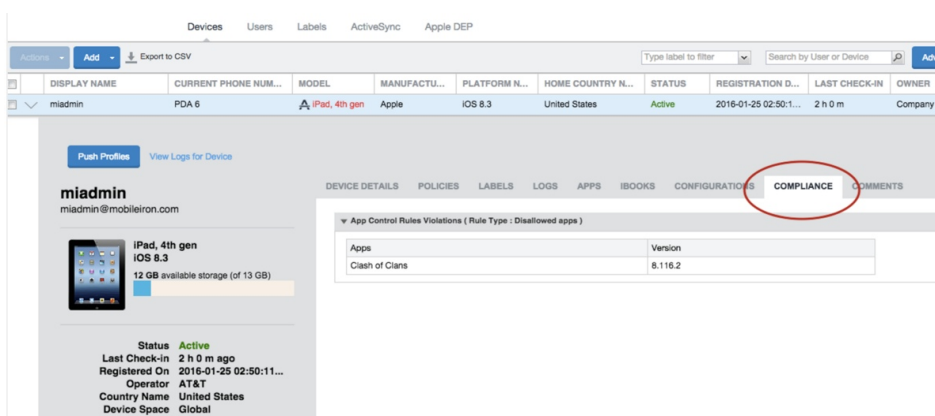 Devices Users Labels ActiveSync Apple DEP
Actions Add Export to CSV Type label to filter Search by User or Device Adv
DISPLAY NAME CURRENT PHONE NUM... MODEL MANUFACTU... PLATFORM N... HOME COUNTRY N... STATUS REGISTRATION D... LAST CHECK-IN OWNER
miadmin PDA 6 iPad, 4th gen Apple iOS 8.3 United States Active 2016-01-25 02:50:1... 2 h 0 m Company
Push Profiles View Logs for Device
miadmin
miadmin@mobileiron.com
iPad, 4th gen
iOS 8.3
12 GB available storage (of 13 GB)
Status Active
Last Check-in 2 h 0 m ago
Registered On 2016-01-25 02:50:11...
Operator AT&T
Country Name United States
Device Space Global
DEVICE DETAILS POLICIES LABELS LOGS APPS IBOOKS CONFIGURATIONS COMPLIANCE COMMENTS
App Control Rules Violations ( Rule Type : Disallowed apps )
Apps Version
Clash of Clans 8.116.2